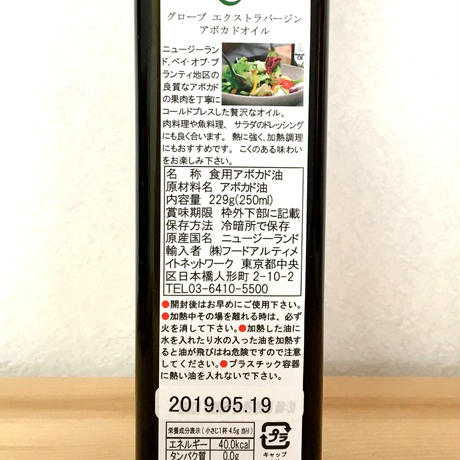 グローブ エクストラバージン
アボカドオイル
ニュージーラン
ド、ベイ・オブ・プ
ランティ地区の
良質なアボカド
の果肉を丁寧に
コールドプレスした贅沢なオイル。
肉料理や魚料理、 サラダのドレッシング
にも良く合います。 熱に強く、加熱調理
にもおすすめです。 こくのある味わい
をお楽しみ下さい。
名 称 食用アボカド油
原材料名 アボカド油
内容量 229g(250ml)
賞味期限 枠外下部に記載
保存方法 冷暗所で保存
原産国名 ニュージーランド
輸入者 ㈱フードアルティメ
イトネットワーク 東京都中央
区日本橋人形町2-10-2
TEL03-6410-5500
●開封後はお早めにご使用下さい。
●加熱中その場を離れる時は、必ず
火を消して下さい。●加熱した油に
水を入れたり水の入った油を加熱す
ると油が飛びはね危険ですので注意
してください。●プラスチック容器
に熱い油を入れないで下さい。
2019.05.19
栄養成分表示 (小さじ1杯 4.5g 当り)
エネルギー 40.0kcal
タンパク質 0.0g
プラ
キャップ